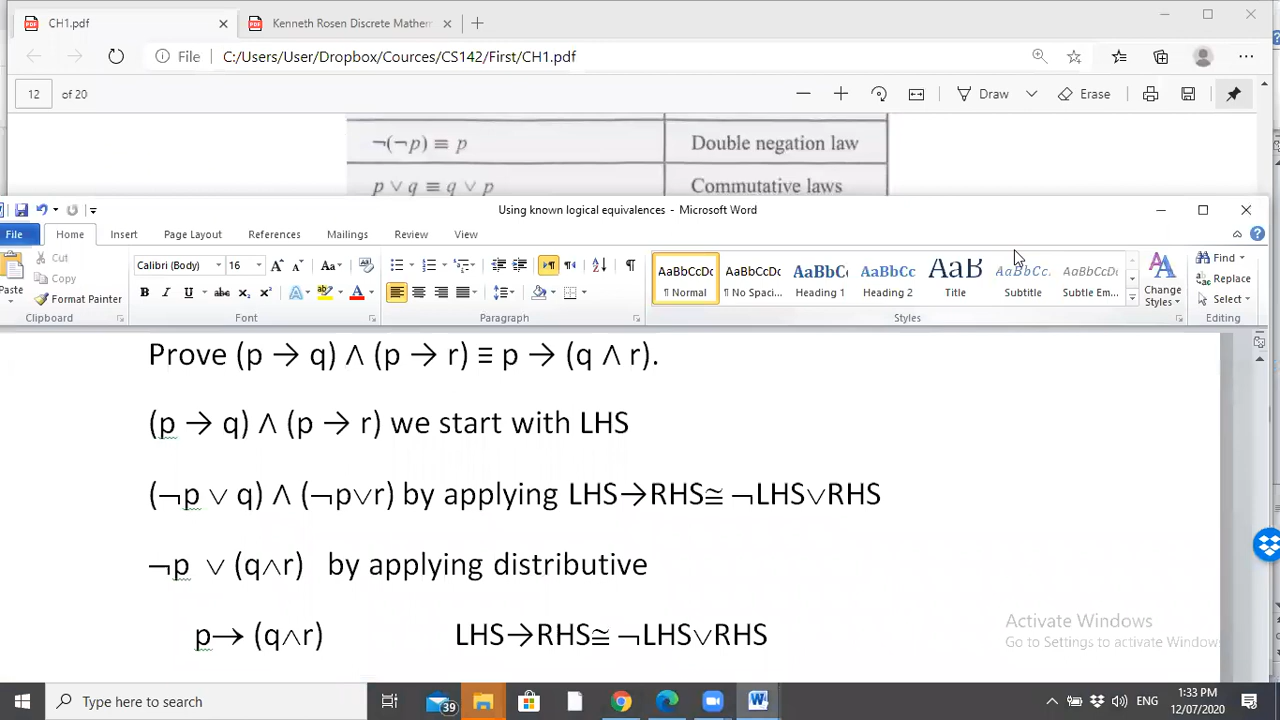 CH1.pdf × Kenneth Rosen Discrete Mather × +
File C:/Users/User/Dropbox/Cources/CS142/First/CH1.pdf
12 of 20 Draw Erase
¬(¬p) ≡ p Double negation law
p ∨ q ≡ q ∨ p Commutative laws
Using known logical equivalences - Microsoft Word
File Home Insert Page Layout References Mailings Review View
Cut
Copy
Paste Format Painter
Calibri (Body) 16
B I U abc x₂ x²
AaBbCcDc AaBbCcDc AaBbC AaBbCc AaB AaBbCc. AaBbCcDc
¶ Normal ¶ No Spaci... Heading 1 Heading 2 Title Subtitle Subtle Em...
Change Styles
Find
Replace
Select
Clipboard Font Paragraph Styles Editing
Prove (p → q) ∧ (p → r) ≡ p → (q ∧ r).
(p → q) ∧ (p → r) we start with LHS
(¬p ∨ q) ∧ (¬p∨r) by applying LHS→RHS≅ ¬LHS∨RHS
¬p ∨ (q∧r) by applying distributive
p→ (q∧r) LHS→RHS≅ ¬LHS∨RHS
Activate Windows
Go to Settings to activate Windows.
Type here to search 39 ENG 1:33 PM
12/07/2020